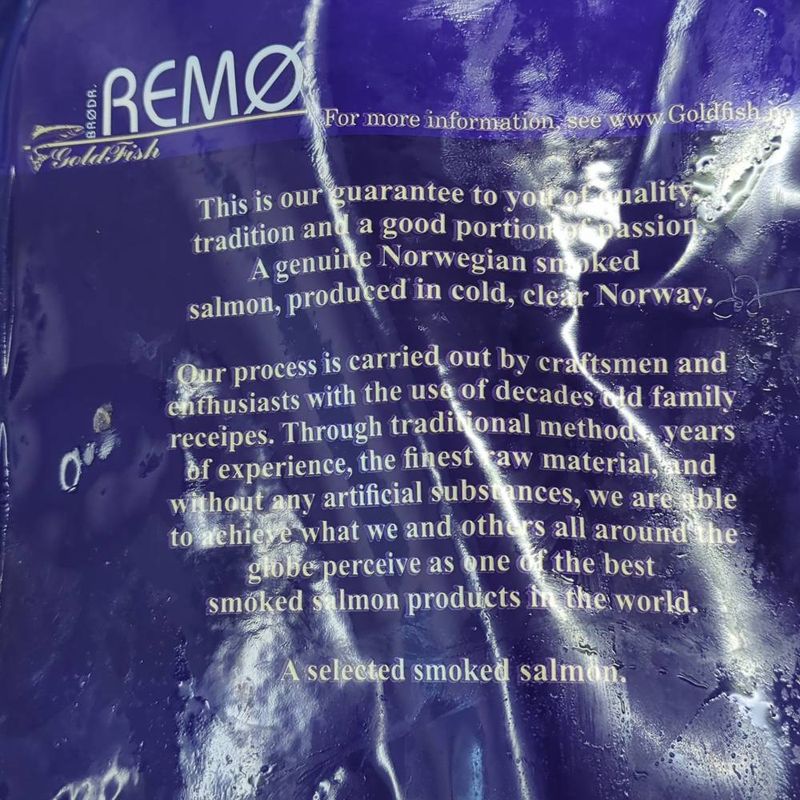 BRØDR.
REMØ
GoldFish
For more information, see www.Goldfish.no
This is our guarantee to you of quality,
tradition and a good portion of passion.
A genuine Norwegian smoked
salmon, produced in cold, clear Norway.
Our process is carried out by craftsmen and
enthusiasts with the use of decades old family
receipes. Through traditional methods, years
of experience, the finest raw material, and
without any artificial substances, we are able
to achieve what we and others all around the
globe perceive as one of the best
smoked salmon products in the world.
A selected smoked salmon.